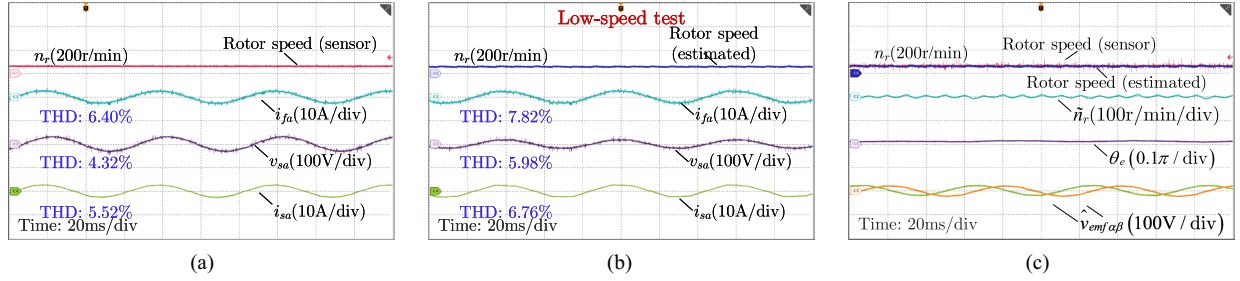 Rotor speed (sensor)
n_r(200r/min)
i_fa(10A/div)
THD: 6.40%
v_sa(100V/div)
THD: 4.32%
i_sa(10A/div)
THD: 5.52%
Time: 20ms/div
(a)
Low-speed test
Rotor speed
(estimated)
n_r(200r/min)
i_fa(10A/div)
THD: 7.82%
v_sa(100V/div)
THD: 5.98%
i_sa(10A/div)
THD: 6.76%
Time: 20ms/div
(b)
Rotor speed (sensor)
n_r(200r/min)
Rotor speed (estimated)
ñ_r(100r/min/div)
θ_e(0.1π/div)
Time: 20ms/div
v̂_emfαβ(100V/div)
(c)